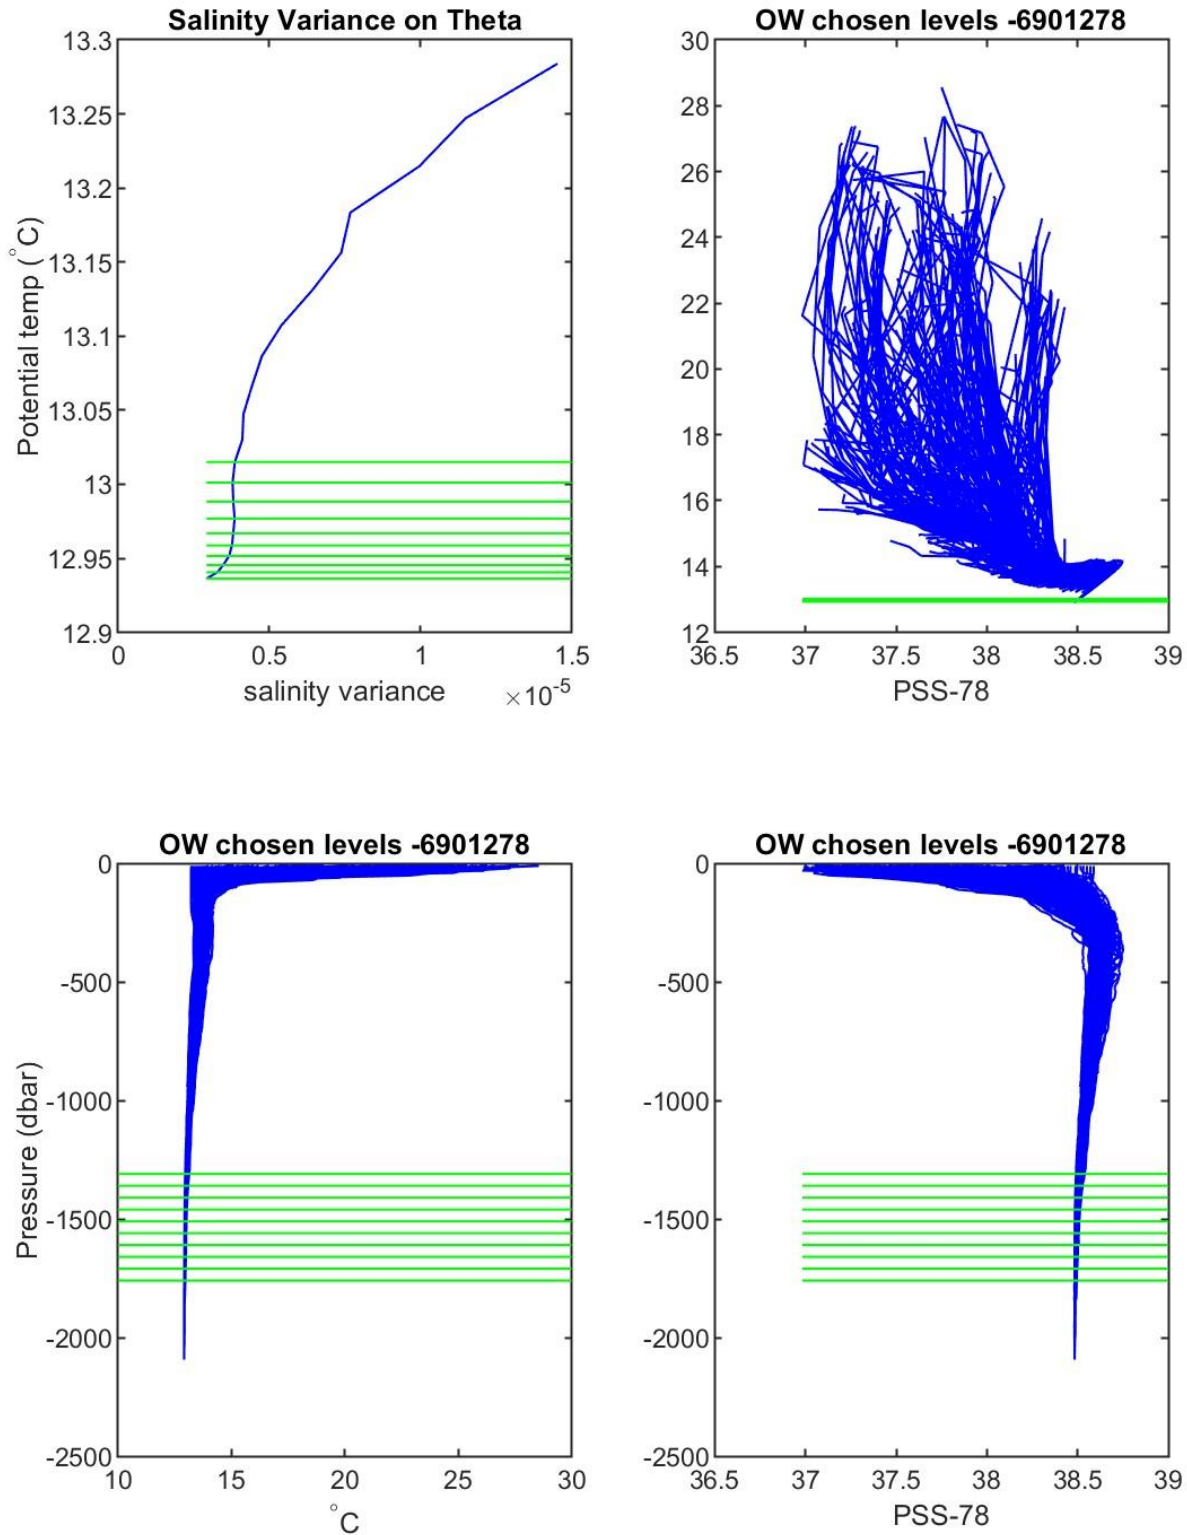 Salinity Variance on Theta
13.3
13.25
13.2
13.15
13.1
13.05
13
12.95
12.9
Potential temp (°C)
0 0.5 1 1.5
salinity variance ×10⁻⁵
OW chosen levels -6901278
30
28
26
24
22
20
18
16
14
12
36.5 37 37.5 38 38.5 39
PSS-78
OW chosen levels -6901278
0
-500
-1000
-1500
-2000
-2500
Pressure (dbar)
10 15 20 25 30
°C
OW chosen levels -6901278
0
-500
-1000
-1500
-2000
-2500
36.5 37 37.5 38 38.5 39
PSS-78